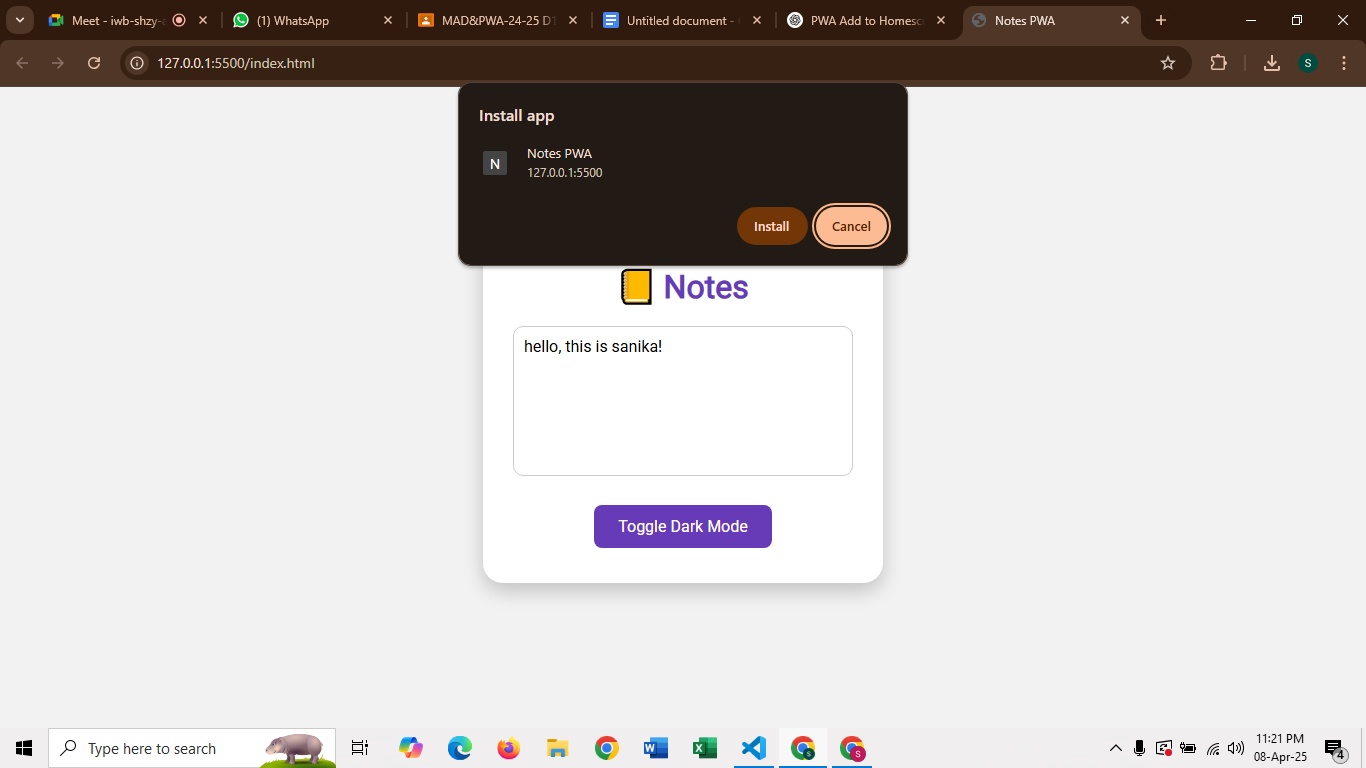 Meet - iwb-shzy-a
(1) WhatsApp
MAD&PWA-24-25 D1
Untitled document -
PWA Add to Homesc
Notes PWA
127.0.0.1:5500/index.html
S
Install app
N
Notes PWA
127.0.0.1:5500
Install
Cancel
Notes
hello, this is sanika!
Toggle Dark Mode
Type here to search
S
S
11:21 PM
08-Apr-25
4